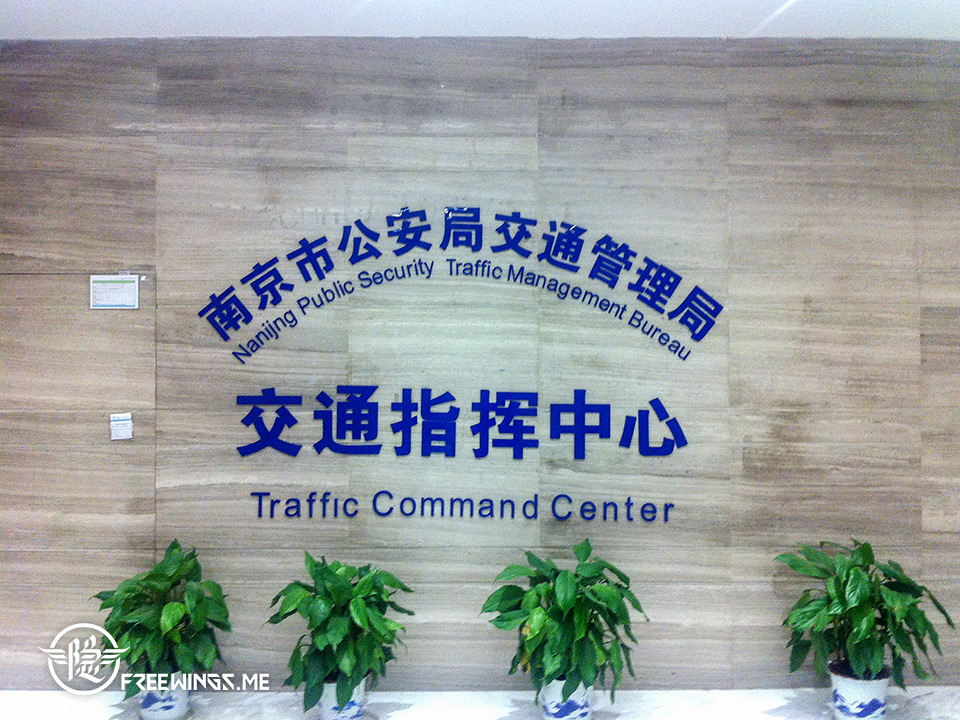 南京市公安局交通管理局
Nanijng Public Security Traffic Management Bureau
交通指挥中心
Traffic Command Center
FREEWINGS.ME